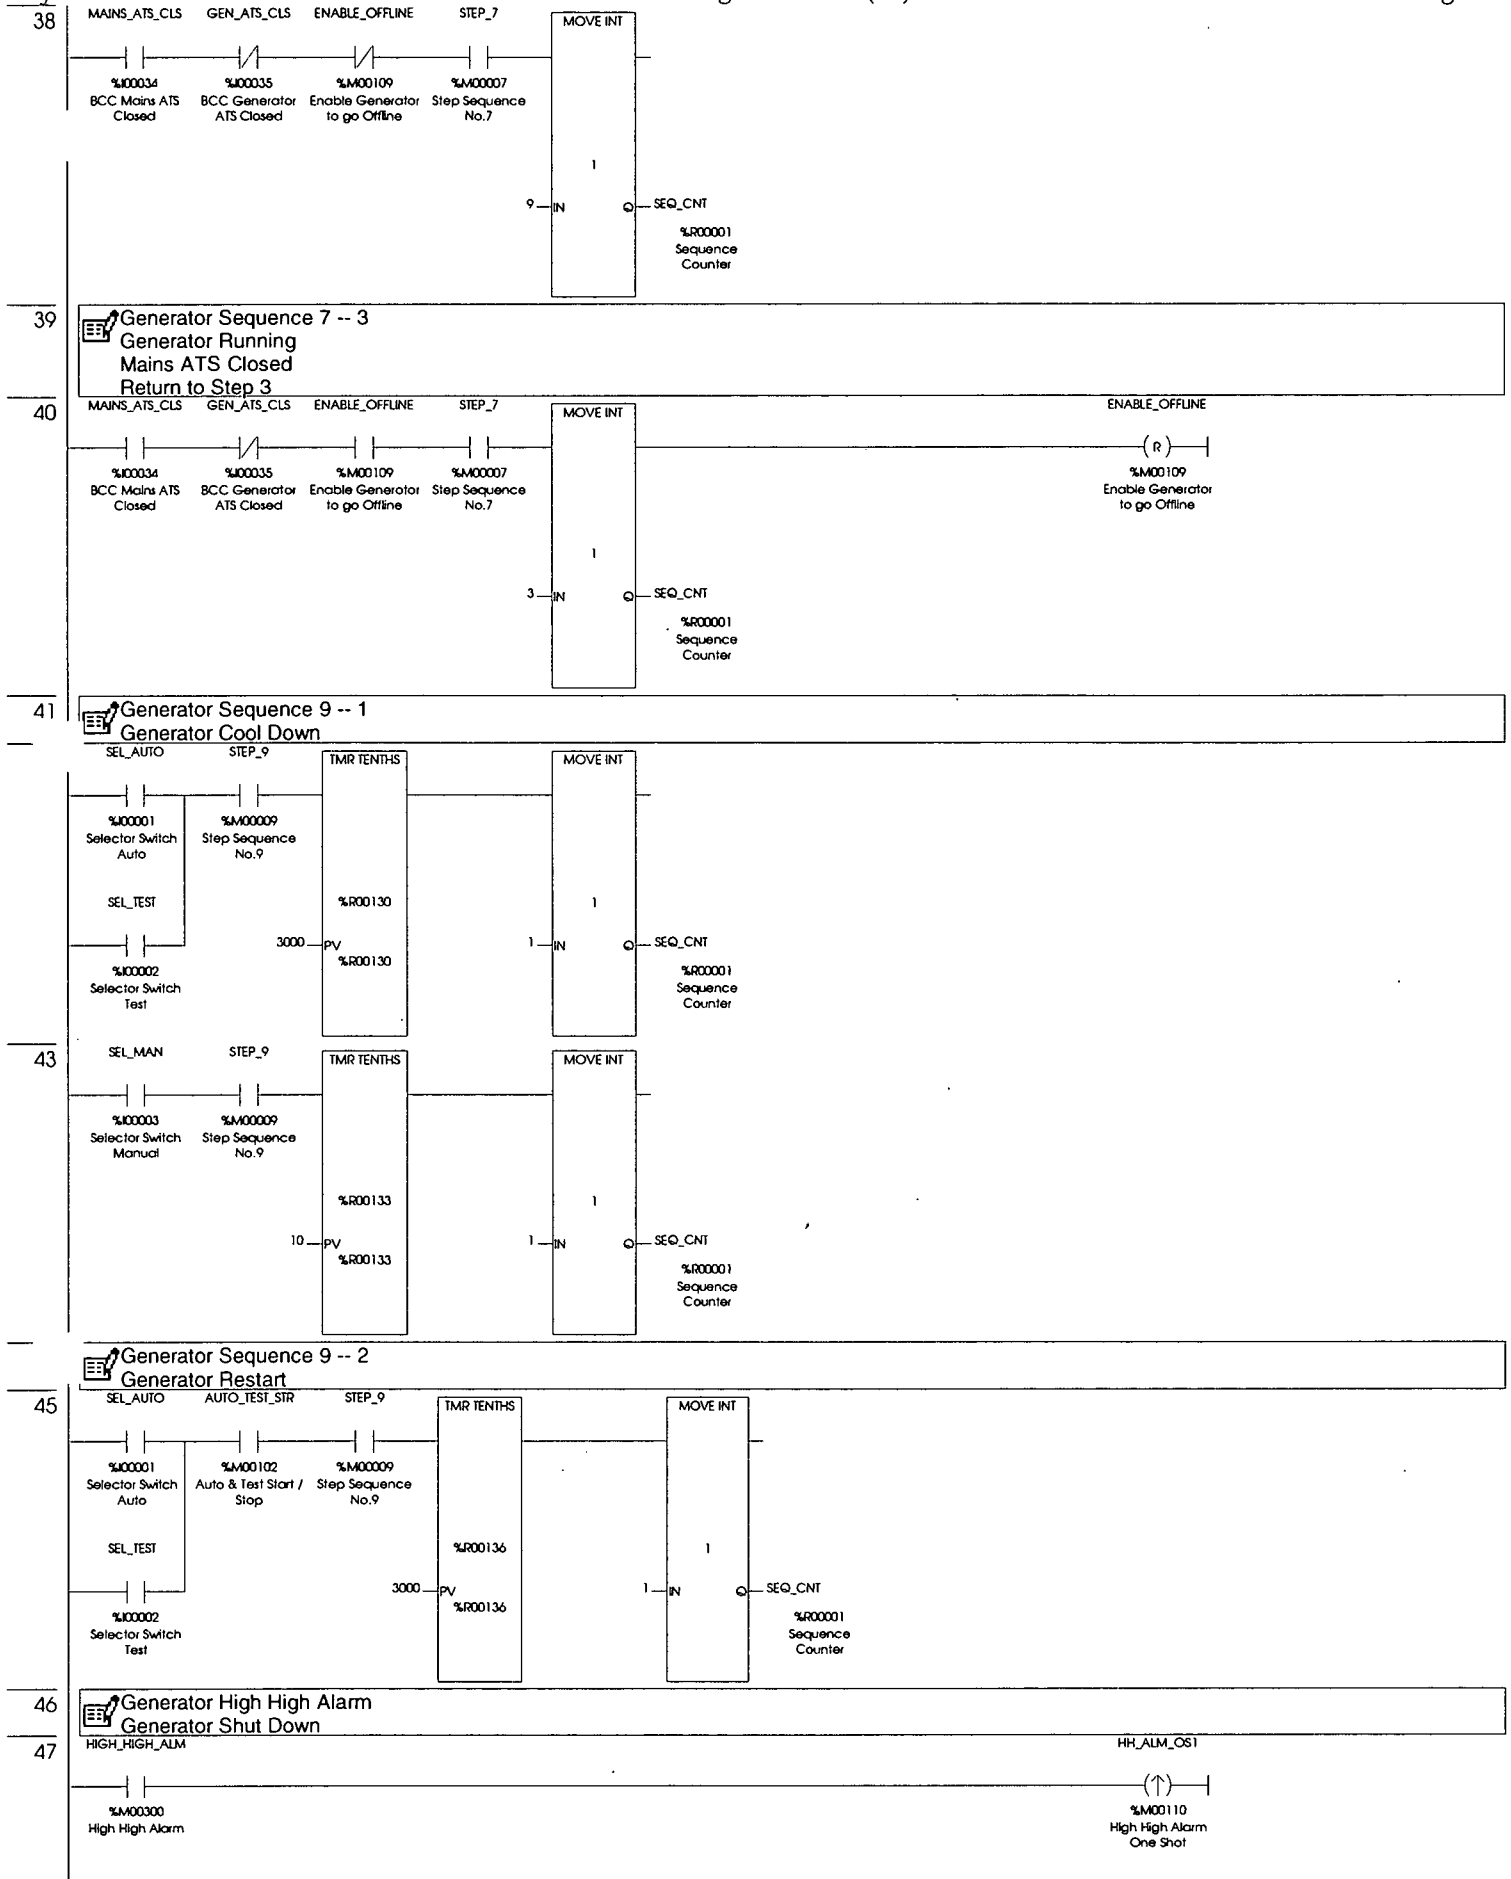 38
MAINS_ATS_CLS GEN_ATS_CLS ENABLE_OFFLINE STEP_7 MOVE INT
%I00034 %I00035 %M00109 %M00007
BCC Mains ATS BCC Generator Enable Generator Step Sequence
Closed ATS Closed to go Offline No.7
1
9 IN Q SEQ_CNT
%R00001
Sequence
Counter
39 Generator Sequence 7 -- 3
Generator Running
Mains ATS Closed
Return to Step 3
40 MAINS_ATS_CLS GEN_ATS_CLS ENABLE_OFFLINE STEP_7 MOVE INT ENABLE_OFFLINE
R
%I00034 %I00035 %M00109 %M00007 %M00109
BCC Mains ATS BCC Generator Enable Generator Step Sequence Enable Generator
Closed ATS Closed to go Offline No.7 to go Offline
1
3 IN Q SEQ_CNT
%R00001
Sequence
Counter
41 Generator Sequence 9 -- 1
Generator Cool Down
SEL_AUTO STEP_9 TMR TENTHS MOVE INT
%I00001 %M00009
Selector Switch Step Sequence
Auto No.9
SEL_TEST %R00130 1
3000 PV 1 IN Q SEQ_CNT
%I00002 %R00130 %R00001
Selector Switch Sequence
Test Counter
43 SEL_MAN STEP_9 TMR TENTHS MOVE INT
%I00003 %M00009
Selector Switch Step Sequence
Manual No.9
%R00133 1
10 PV 1 IN Q SEQ_CNT
%R00133 %R00001
Sequence
Counter
Generator Sequence 9 -- 2
Generator Restart
45 SEL_AUTO AUTO_TEST_STR STEP_9 TMR TENTHS MOVE INT
%I00001 %M00102 %M00009
Selector Switch Auto & Test Start / Step Sequence
Auto Stop No.9
SEL_TEST %R00136 1
3000 PV 1 IN Q SEQ_CNT
%I00002 %R00136 %R00001
Selector Switch Sequence
Test Counter
46 Generator High High Alarm
Generator Shut Down
47 HIGH_HIGH_ALM HH_ALM_OS1
%M00300 %M00110
High High Alarm High High Alarm
One Shot